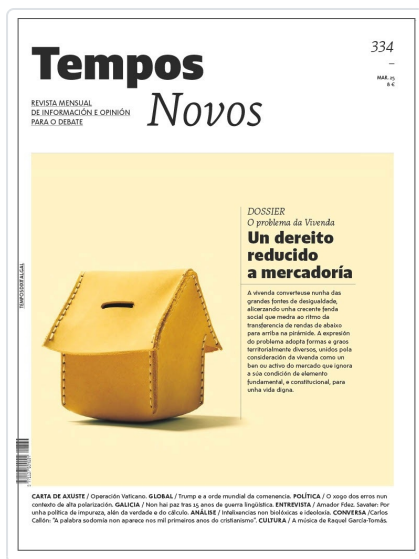 334
–
MAR. 25
8 €
Tempos
Novos
REVISTA MENSUAL
DE INFORMACIÓN E OPINIÓN
PARA O DEBATE
DOSSIER
O problema da Vivenda
Un dereito
reducido
a mercadoría
A vivenda converteuse nunha das
grandes fontes de desigualdade,
alicerzando unha crecente fenda
social que medra ao ritmo da
transferencia de rendas de abaixo
para arriba na pirámide. A expresión
do problema adopta formas e graos
territorialmente diversos, unidos pola
consideración da vivenda como un
ben ou activo do mercado que ignora
a súa condición de elemento
fundamental, e constitucional, para
unha vida digna.
CARTA DE AXUSTE / Operación Vaticano. GLOBAL / Trump e a orde mundial da comenencia. POLÍTICA / O xogo dos erros nun
contexto de alta polarización. GALICIA / Non hai paz tras 15 anos de guerra lingüística. ENTREVISTA / Amador Fdez. Savater: Por
unha política de impureza, alén da verdade e do cálculo. ANÁLISE / Intelixencias non biolóxicas e ideoloxía. CONVERSA /Carlos
Callón: "A palabra sodomía non aparece nos mil primeiros anos do cristianismo". CULTURA / A música de Raquel García-Tomás.